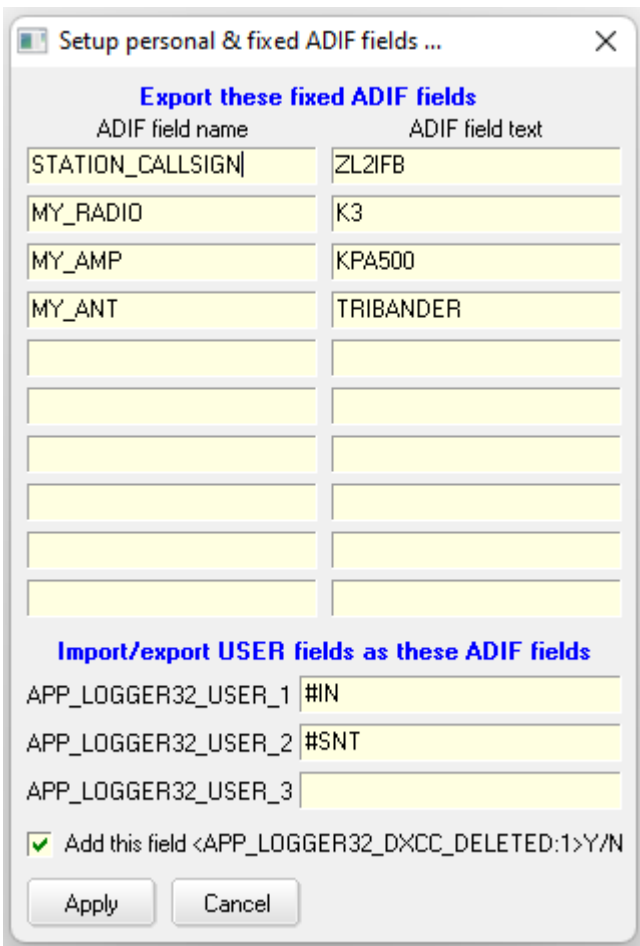 Setup personal & fixed ADIF fields ...
Export these fixed ADIF fields
ADIF field name ADIF field text
STATION_CALLSIGN ZL2IFB
MY_RADIO K3
MY_AMP KPA500
MY_ANT TRIBANDER
Import/export USER fields as these ADIF fields
APP_LOGGER32_USER_1 #IN
APP_LOGGER32_USER_2 #SNT
APP_LOGGER32_USER_3
Add this field <APP_LOGGER32_DXCC_DELETED:1>Y/N
Apply Cancel